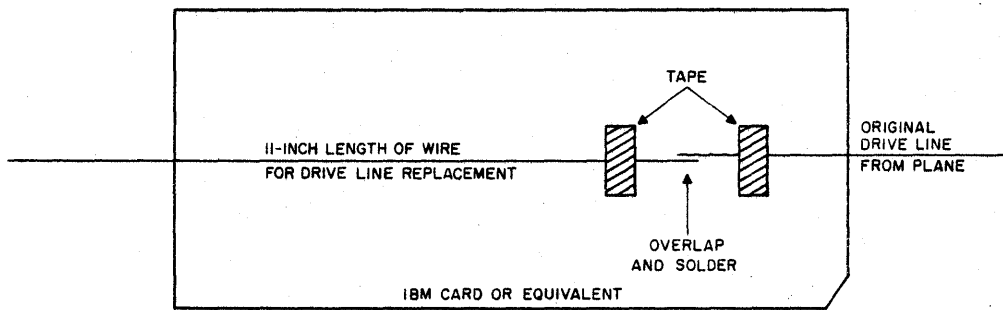 TAPE
11-INCH LENGTH OF WIRE
FOR DRIVE LINE REPLACEMENT
ORIGINAL
DRIVE LINE
FROM PLANE
OVERLAP
AND SOLDER
IBM CARD OR EQUIVALENT